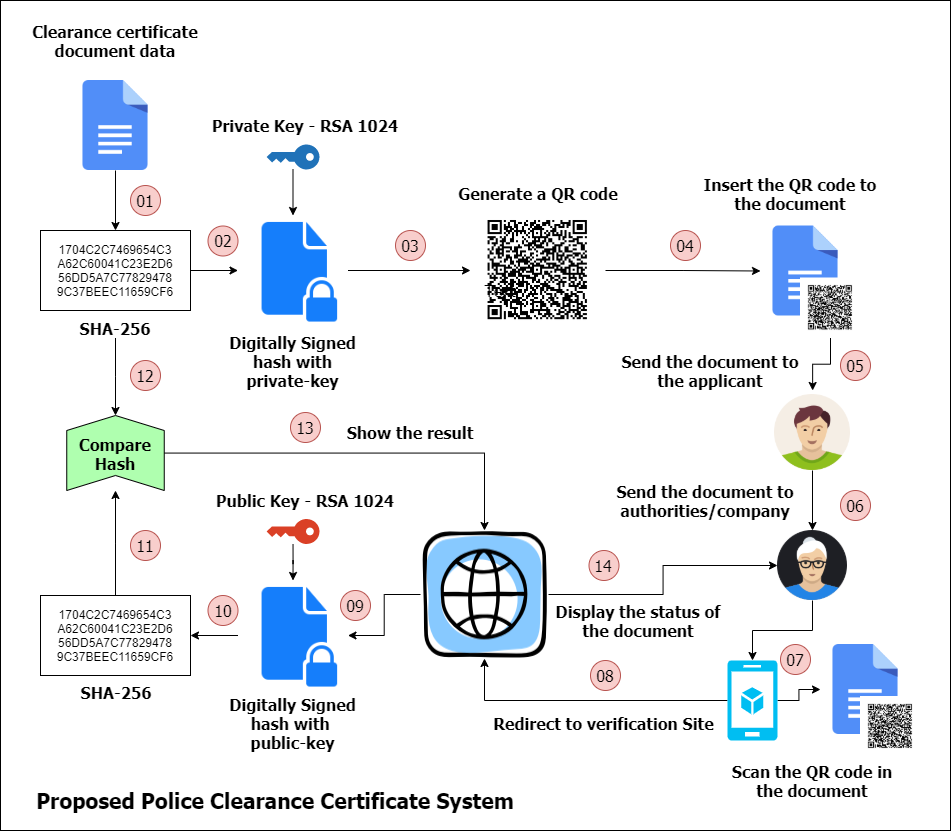 Clearance certificate
document data
Private Key - RSA 1024
01
Generate a QR code
Insert the QR code to
the document
1704C2C7469654C3
A62C60041C23E2D6
56DD5A7C77829478
9C37BEEC11659CF6
02
03
04
SHA-256
Digitally Signed
hash with
private-key
Send the document to
the applicant
05
12
13
Show the result
Compare
Hash
Public Key - RSA 1024
Send the document to
authorities/company
06
11
14
Display the status of
the document
1704C2C7469654C3
A62C60041C23E2D6
56DD5A7C77829478
9C37BEEC11659CF6
10
09
SHA-256
Digitally Signed
hash with
public-key
08
07
Redirect to verification Site
Scan the QR code in
the document
Proposed Police Clearance Certificate System